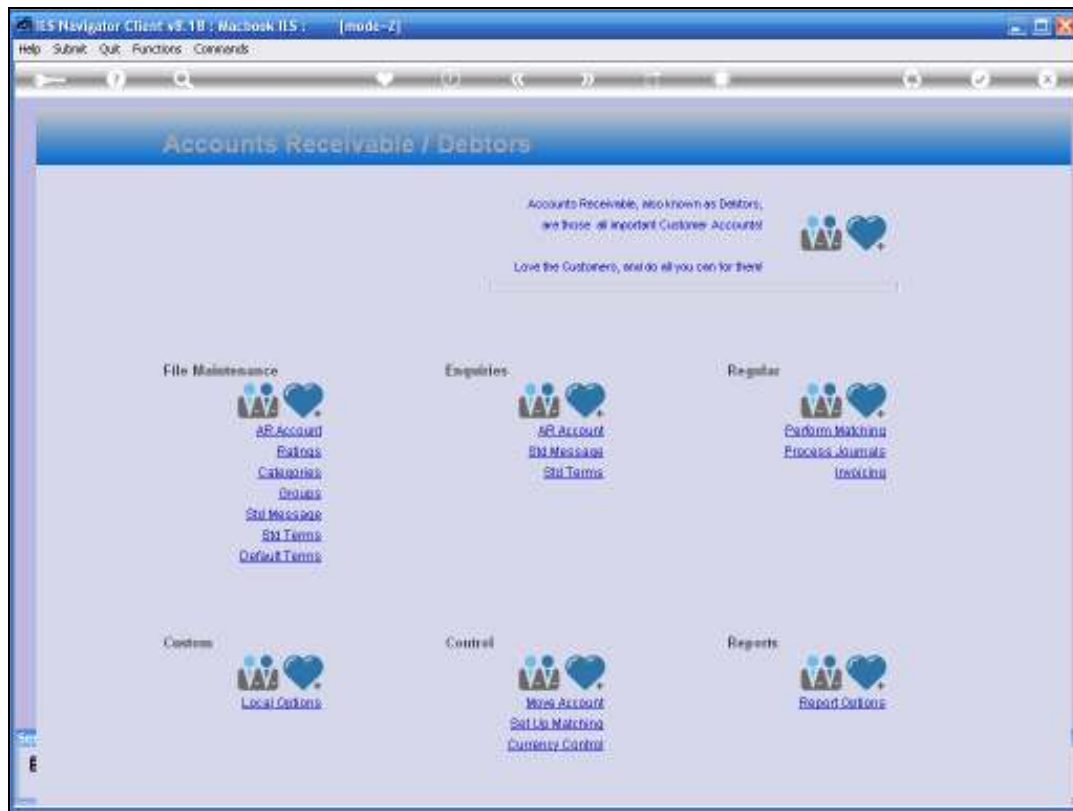 IES Navigator Client v8.1B : Macbook ILS : [mode-Z]
Help Submit Quit Functions Commands
Accounts Receivable / Debtors
Accounts Receivable, also known as Debtors,
are those all important Customer Accounts!
Love the Customers, and do all you can for them!
File Maintenance
AR Account
Ratings
Categories
Groups
Std Message
Std Terms
Default Terms
Enquiries
AR Account
Std Message
Std Terms
Regular
Perform Matching
Process Journals
Invoicing
Custom
Local Options
Control
Move Account
Set Up Matching
Currency Control
Reports
Report Options